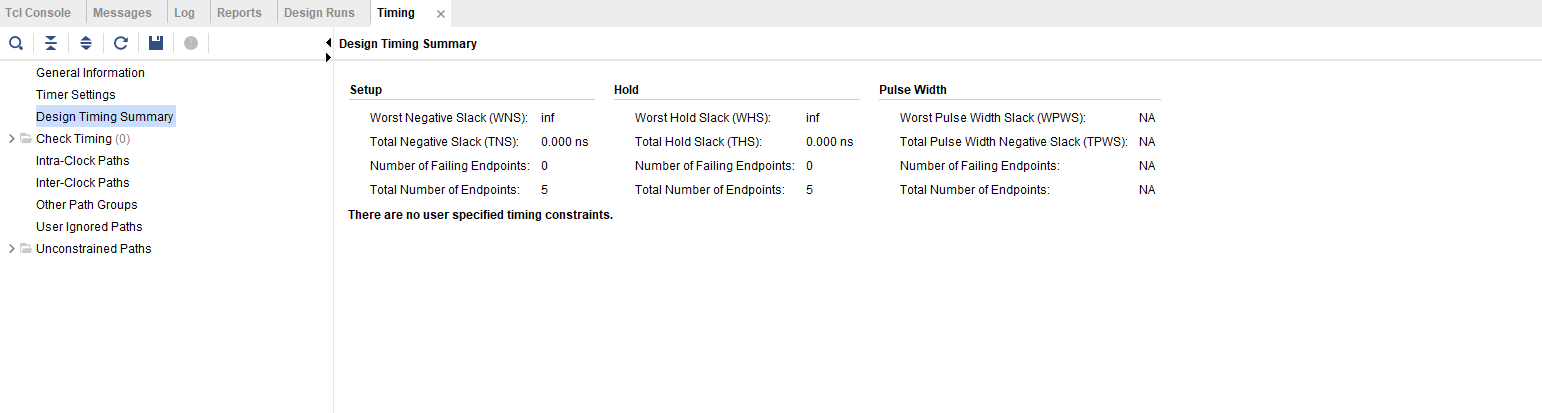 Tcl Console Messages Log Reports Design Runs Timing
Design Timing Summary
General Information
Timer Settings
Design Timing Summary
Check Timing (0)
Intra-Clock Paths
Inter-Clock Paths
Other Path Groups
User Ignored Paths
Unconstrained Paths
Setup Hold Pulse Width
Worst Negative Slack (WNS): inf Worst Hold Slack (WHS): inf Worst Pulse Width Slack (WPWS): NA
Total Negative Slack (TNS): 0.000 ns Total Hold Slack (THS): 0.000 ns Total Pulse Width Negative Slack (TPWS): NA
Number of Failing Endpoints: 0 Number of Failing Endpoints: 0 Number of Failing Endpoints: NA
Total Number of Endpoints: 5 Total Number of Endpoints: 5 Total Number of Endpoints: NA
There are no user specified timing constraints.